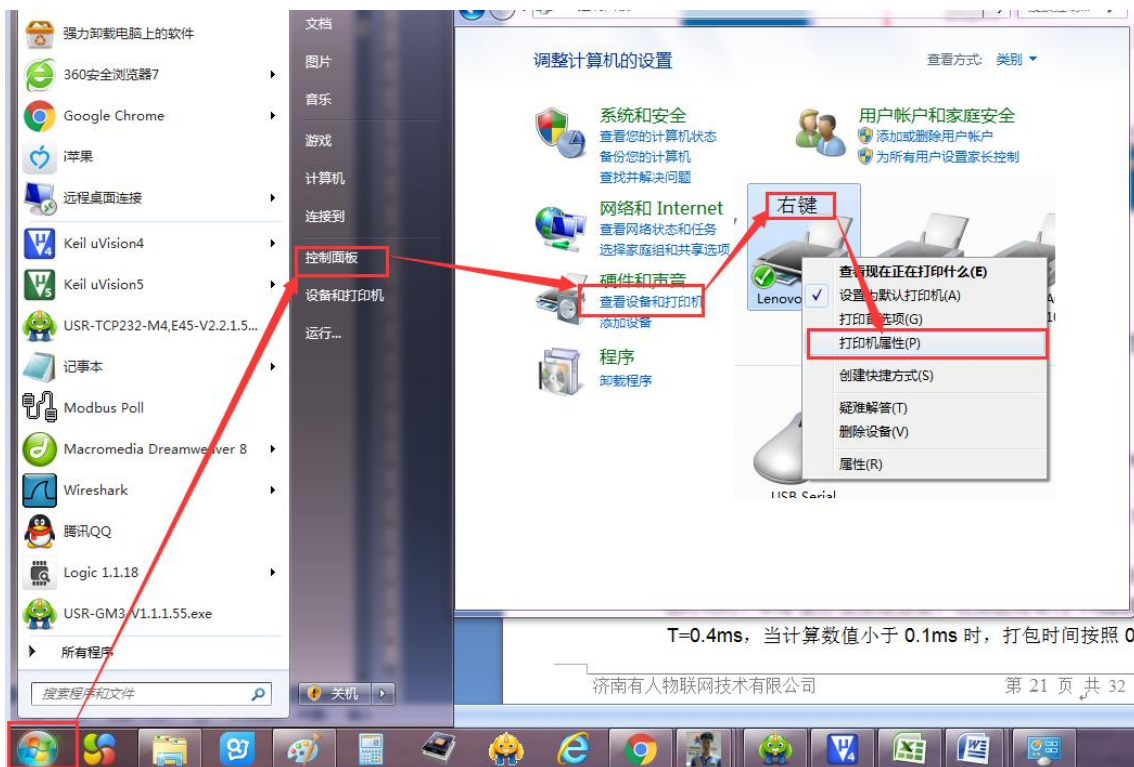 强力卸载电脑上的软件
360安全浏览器7
Google Chrome
i苹果
远程桌面连接
Keil uVision4
Keil uVision5
USR-TCP232-M4,E45-V2.2.1.5...
记事本
Modbus Poll
Macromedia Dreamweaver 8
Wireshark
腾讯QQ
Logic 1.1.18
USR-GM3-V1.1.1.55.exe
所有程序
搜索程序和文件
文档
图片
音乐
游戏
计算机
连接到
控制面板
设备和打印机
运行...
关机
调整计算机的设置
查看方式: 类别
系统和安全
查看您的计算机状态
备份您的计算机
查找并解决问题
网络和 Internet
查看网络状态和任务
选择家庭组和共享选项
硬件和声音
查看设备和打印机
添加设备
程序
卸载程序
用户帐户和家庭安全
添加或删除用户帐户
为所有用户设置家长控制
右键
Lenovo
查看现在正在打印什么(E)
设置为默认打印机(A)
打印首选项(G)
打印机属性(P)
创建快捷方式(S)
疑难解答(T)
删除设备(V)
属性(R)
USB Serial
T=0.4ms，当计算数值小于 0.1ms 时，打包时间按照 0
济南有人物联网技术有限公司
第 21 页 共 32